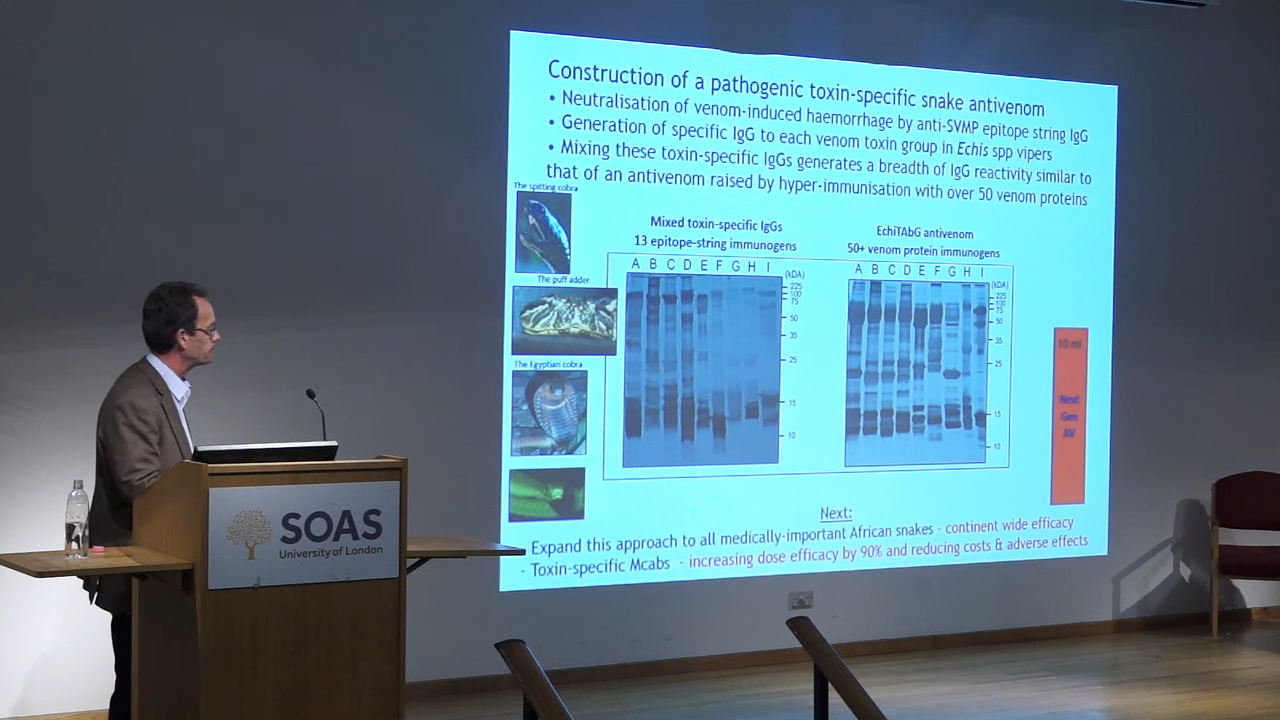 Construction of a pathogenic toxin-specific snake antivenom
• Neutralisation of venom-induced haemorrhage by anti-SVMP epitope string IgG
• Generation of specific IgG to each venom toxin group in Echis spp vipers
• Mixing these toxin-specific IgGs generates a breadth of IgG reactivity similar to
that of an antivenom raised by hyper-immunisation with over 50 venom proteins
The spitting cobra
The puff adder
The Egyptian cobra
Mixed toxin-specific IgGs
13 epitope-string immunogens
A B C D E F G H I
(kDa)
225
100
75
50
35
25
15
10
EchiTAbG antivenom
50+ venom protein immunogens
A B C D E F G H I
(kDa)
225
100
75
50
35
25
15
10
10 ml
Next
Gen
AV
Next:
- Expand this approach to all medically-important African snakes - continent wide efficacy
- Toxin-specific Mcabs - increasing dose efficacy by 90% and reducing costs & adverse effects
SOAS
University of London